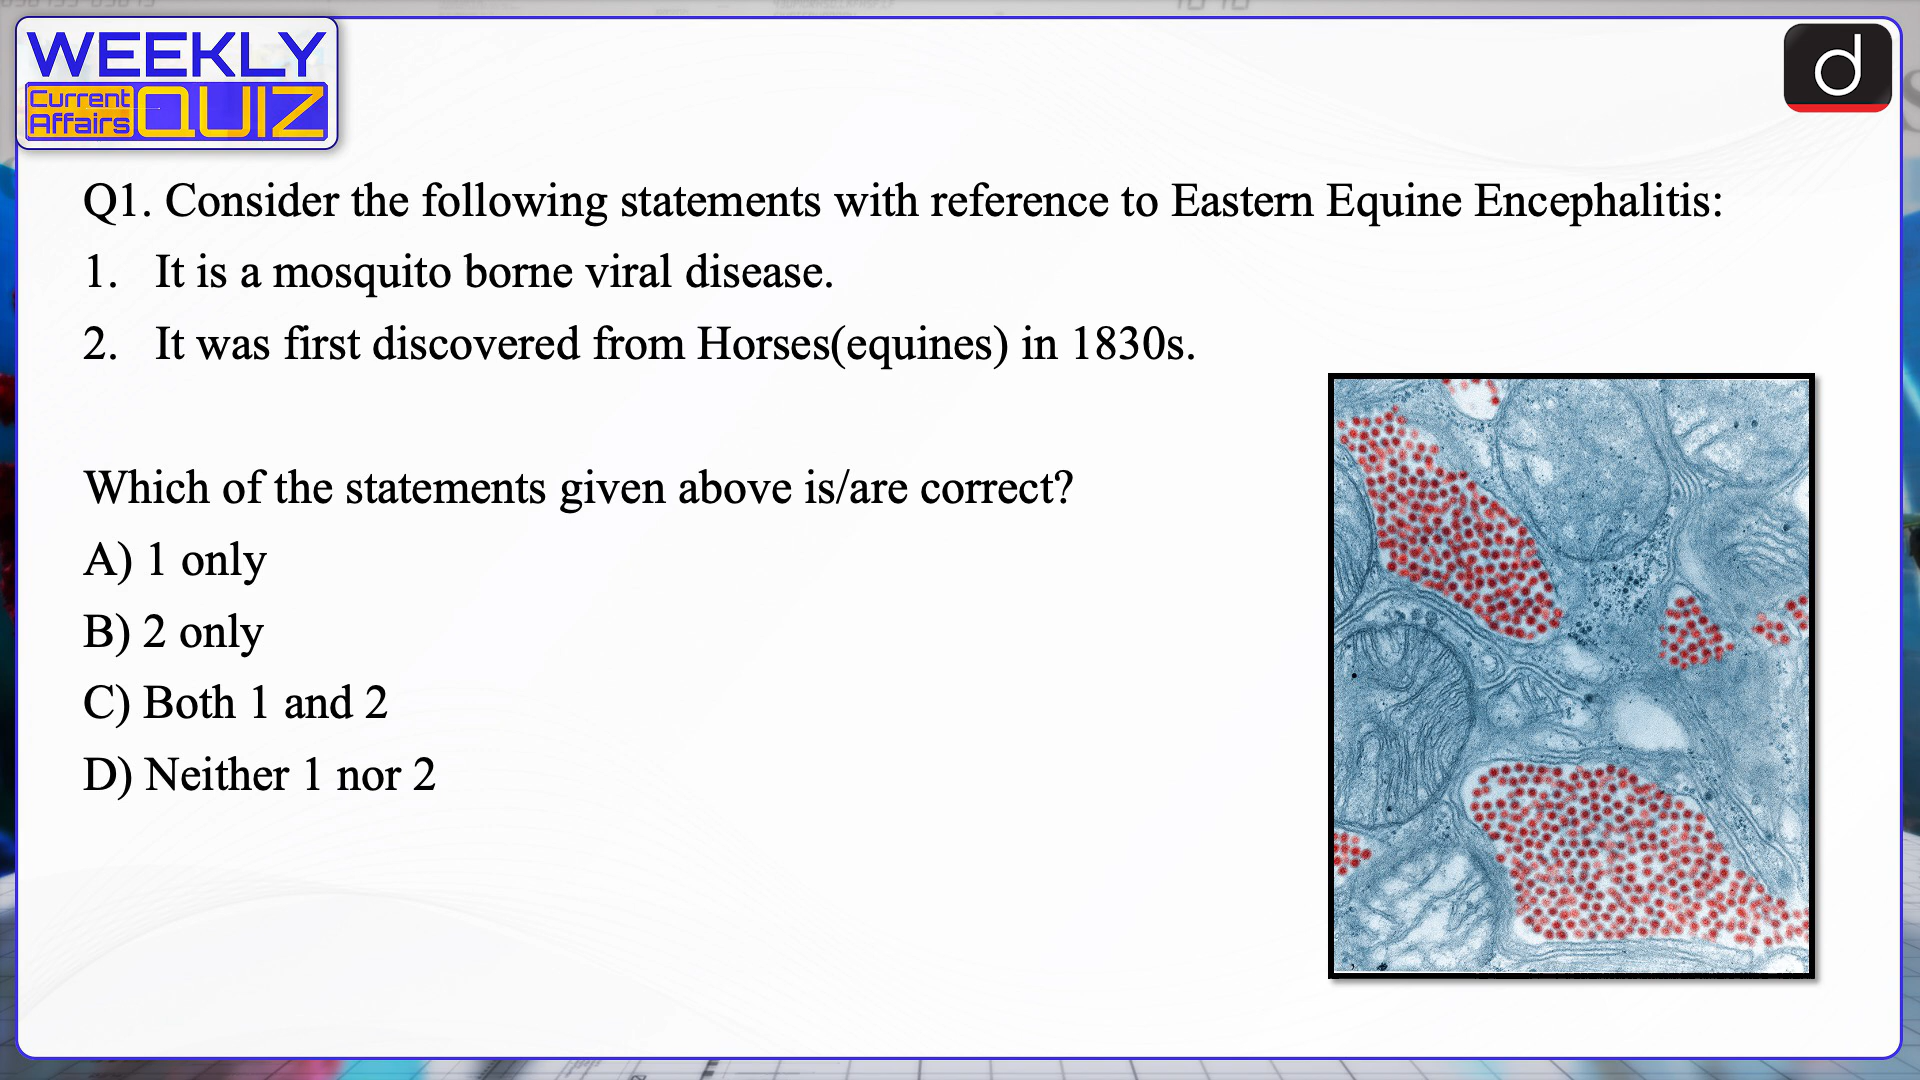 WEEKLY
Current Affairs QUIZ
d
Q1. Consider the following statements with reference to Eastern Equine Encephalitis:
1. It is a mosquito borne viral disease.
2. It was first discovered from Horses(equines) in 1830s.
Which of the statements given above is/are correct?
A) 1 only
B) 2 only
C) Both 1 and 2
D) Neither 1 nor 2